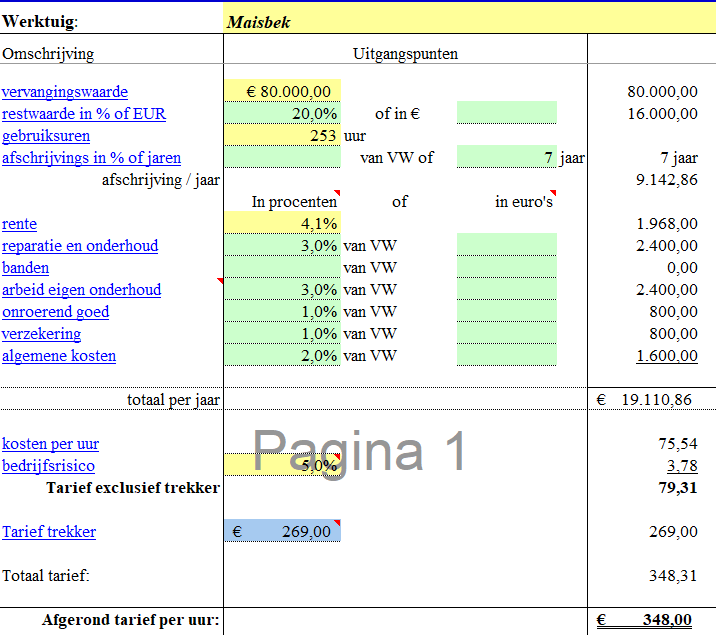 Werktuig: Maisbek
Omschrijving Uitgangspunten
vervangingswaarde € 80.000,00 80.000,00
restwaarde in % of EUR 20,0% of in € 16.000,00
gebruiksuren 253 uur
afschrijvings in % of jaren van VW of 7 jaar 7 jaar
afschrijving / jaar 9.142,86
In procenten of in euro's
rente 4,1% 1.968,00
reparatie en onderhoud 3,0% van VW 2.400,00
banden van VW 0,00
arbeid eigen onderhoud 3,0% van VW 2.400,00
onroerend goed 1,0% van VW 800,00
verzekering 1,0% van VW 800,00
algemene kosten 2,0% van VW 1.600,00
totaal per jaar € 19.110,86
kosten per uur 75,54
Pagina 1
bedrijfsrisico 5,0% 3,78
Tarief exclusief trekker 79,31
Tarief trekker € 269,00 269,00
Totaal tarief: 348,31
Afgerond tarief per uur: € 348,00